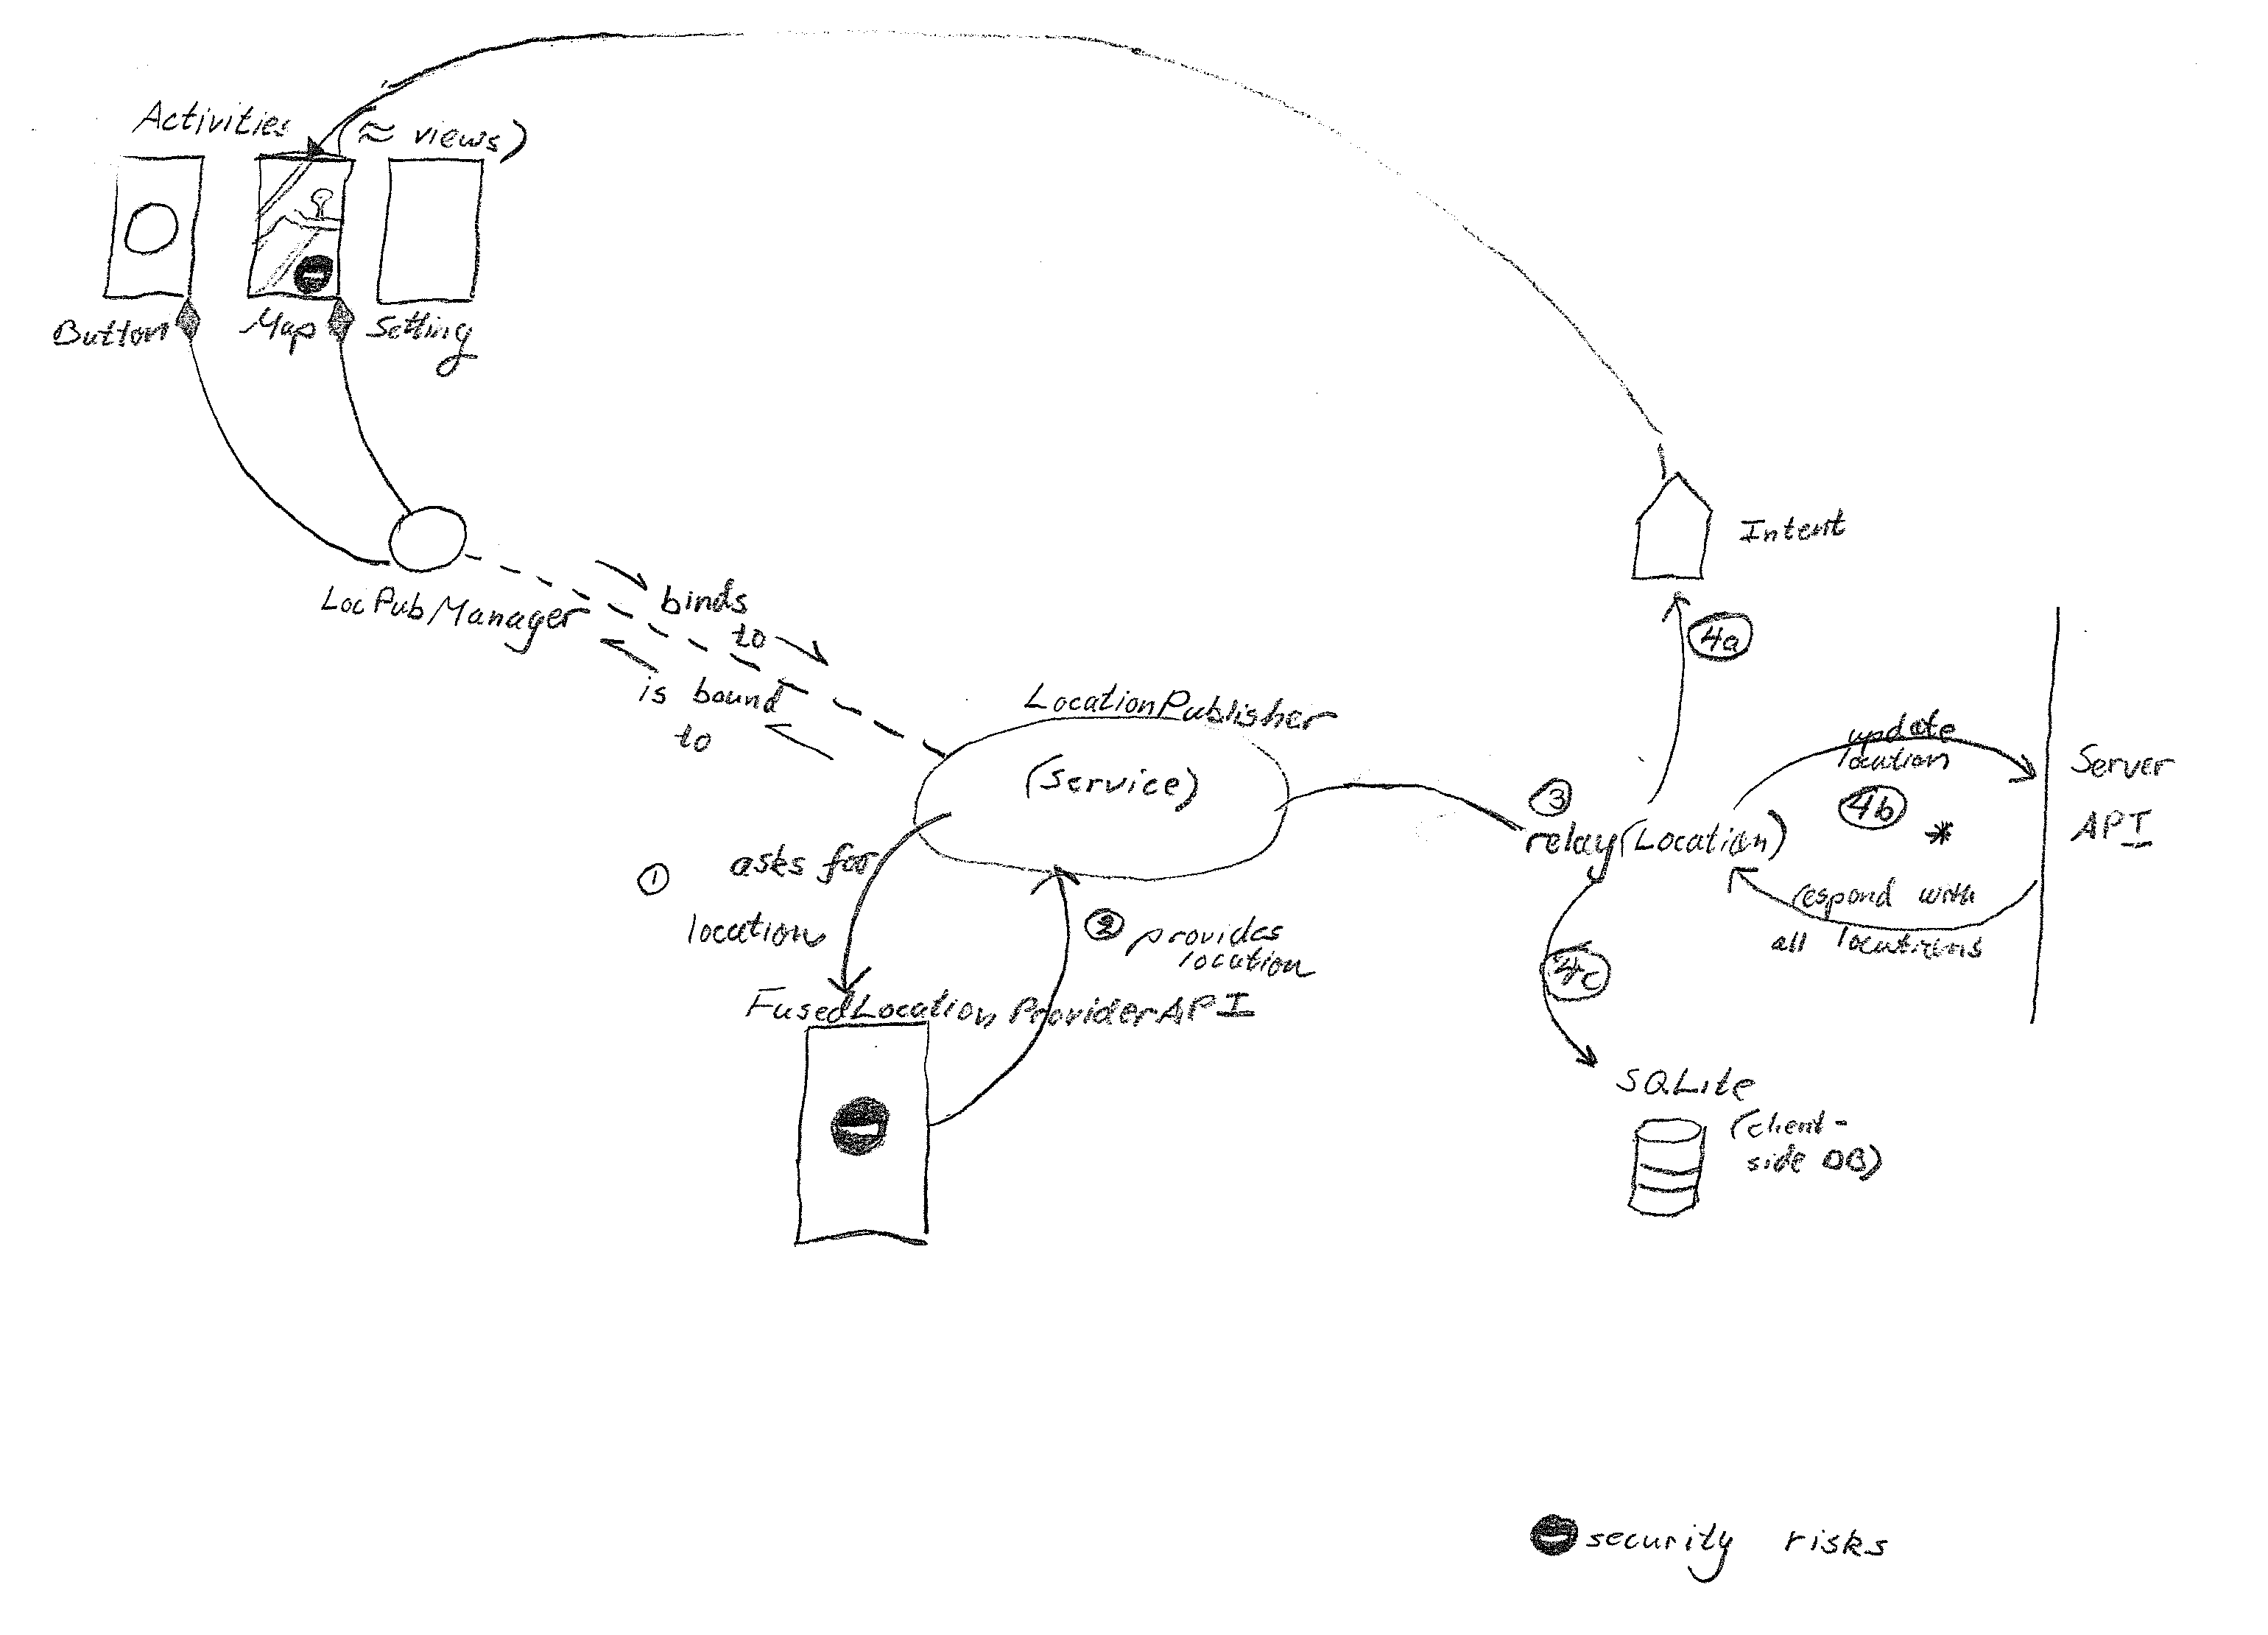 Activities
(≈ views)
Button
Map
Setting
LocPubManager
binds
to
is bound
to
LocationPublisher
(service)
1
asks for
location
2
provides
location
FusedLocationProviderAPI
3
relay(Location)
4a
Intent
update
location
4b
*
respond with
all locations
Server
API
4c
SQLite
(client-
side DB)
security risks